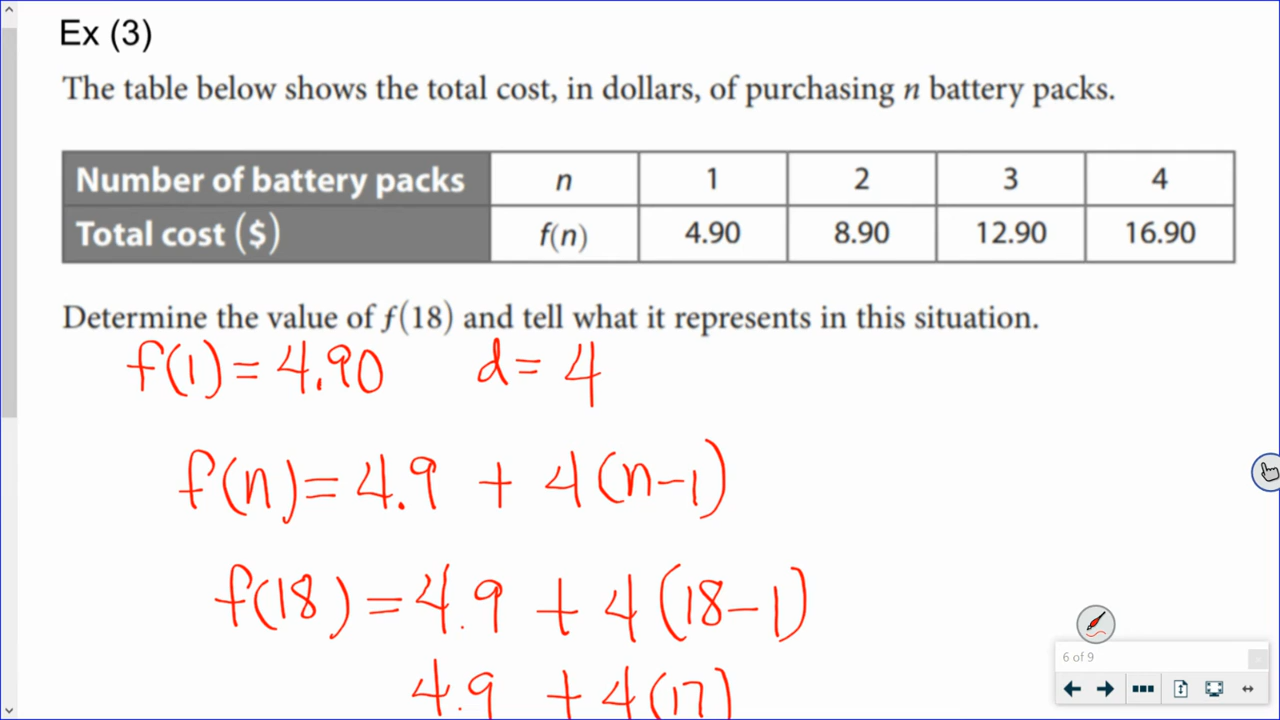 Ex (3)
The table below shows the total cost, in dollars, of purchasing n battery packs.
Number of battery packs n 1 2 3 4
Total cost ($) f(n) 4.90 8.90 12.90 16.90
Determine the value of f(18) and tell what it represents in this situation.
f(1) = 4.90 d = 4
f(n) = 4.9 + 4(n-1)
f(18) = 4.9 + 4(18-1)
4.9 + 4(17)
6 of 9